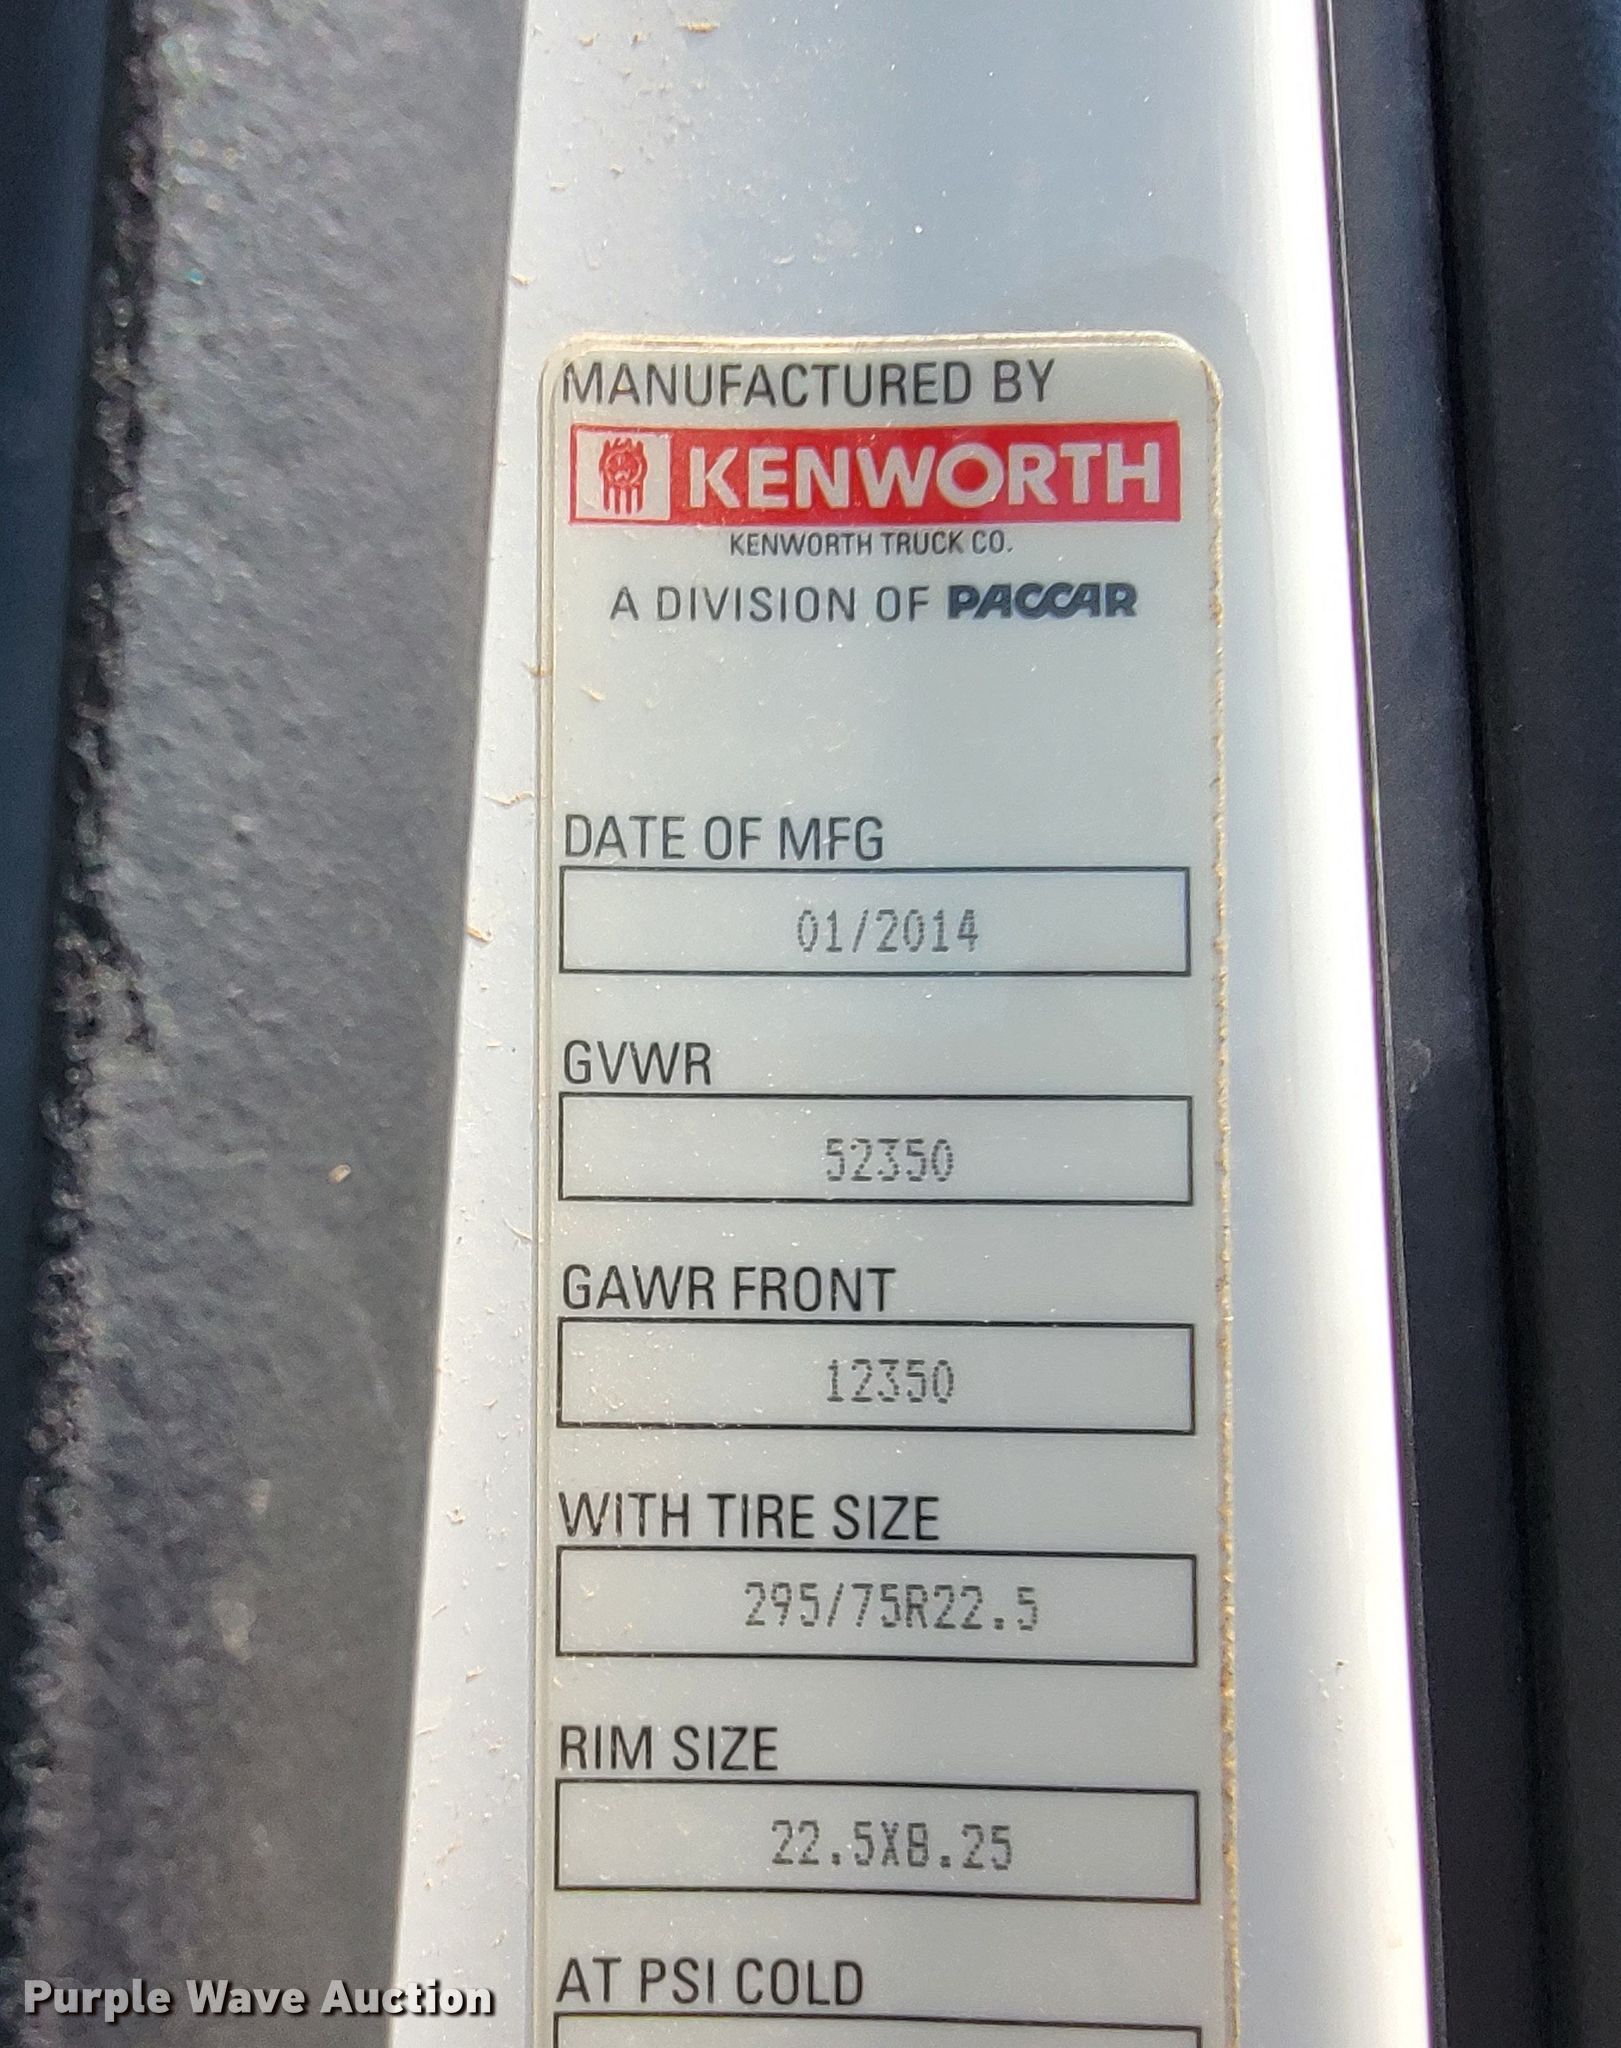 MANUFACTURED BY
KENWORTH
KENWORTH TRUCK CO.
A DIVISION OF PACCAR
DATE OF MFG
01/2014
GVWR
52350
GAWR FRONT
12350
WITH TIRE SIZE
295/75R22.5
RIM SIZE
22.5X8.25
AT PSI COLD
Purple Wave Auction